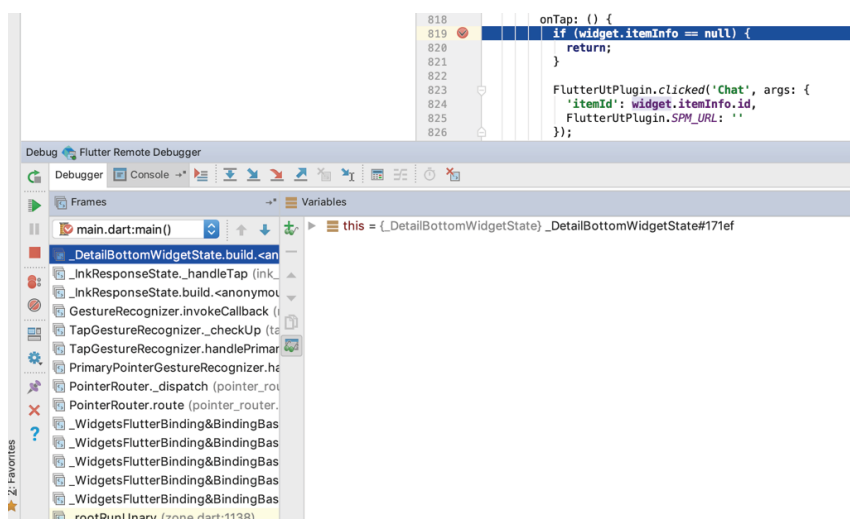 818 onTap: () {
819 if (widget.itemInfo == null) {
820 return;
821 }
822
823 FlutterUtPlugin.clicked('Chat', args: {
824 'itemId': widget.itemInfo.id,
825 FlutterUtPlugin.SPM_URL: ''
826 });
Debug Flutter Remote Debugger
Debugger Console
Frames Variables
main.dart:main()
this = {_DetailBottomWidgetState} _DetailBottomWidgetState#171ef
_DetailBottomWidgetState.build.<an
_InkResponseState._handleTap (ink_
_InkResponseState.build.<anonymou
GestureRecognizer.invokeCallback (
TapGestureRecognizer._checkUp (ta
TapGestureRecognizer.handlePrimar
PrimaryPointerGestureRecognizer.ha
PointerRouter._dispatch (pointer_rou
PointerRouter.route (pointer_router.
_WidgetsFlutterBinding&BindingBas
_WidgetsFlutterBinding&BindingBas
_WidgetsFlutterBinding&BindingBas
_WidgetsFlutterBinding&BindingBas
_WidgetsFlutterBinding&BindingBas
_rootRunUnary (zone.dart:1138)
2: Favorites